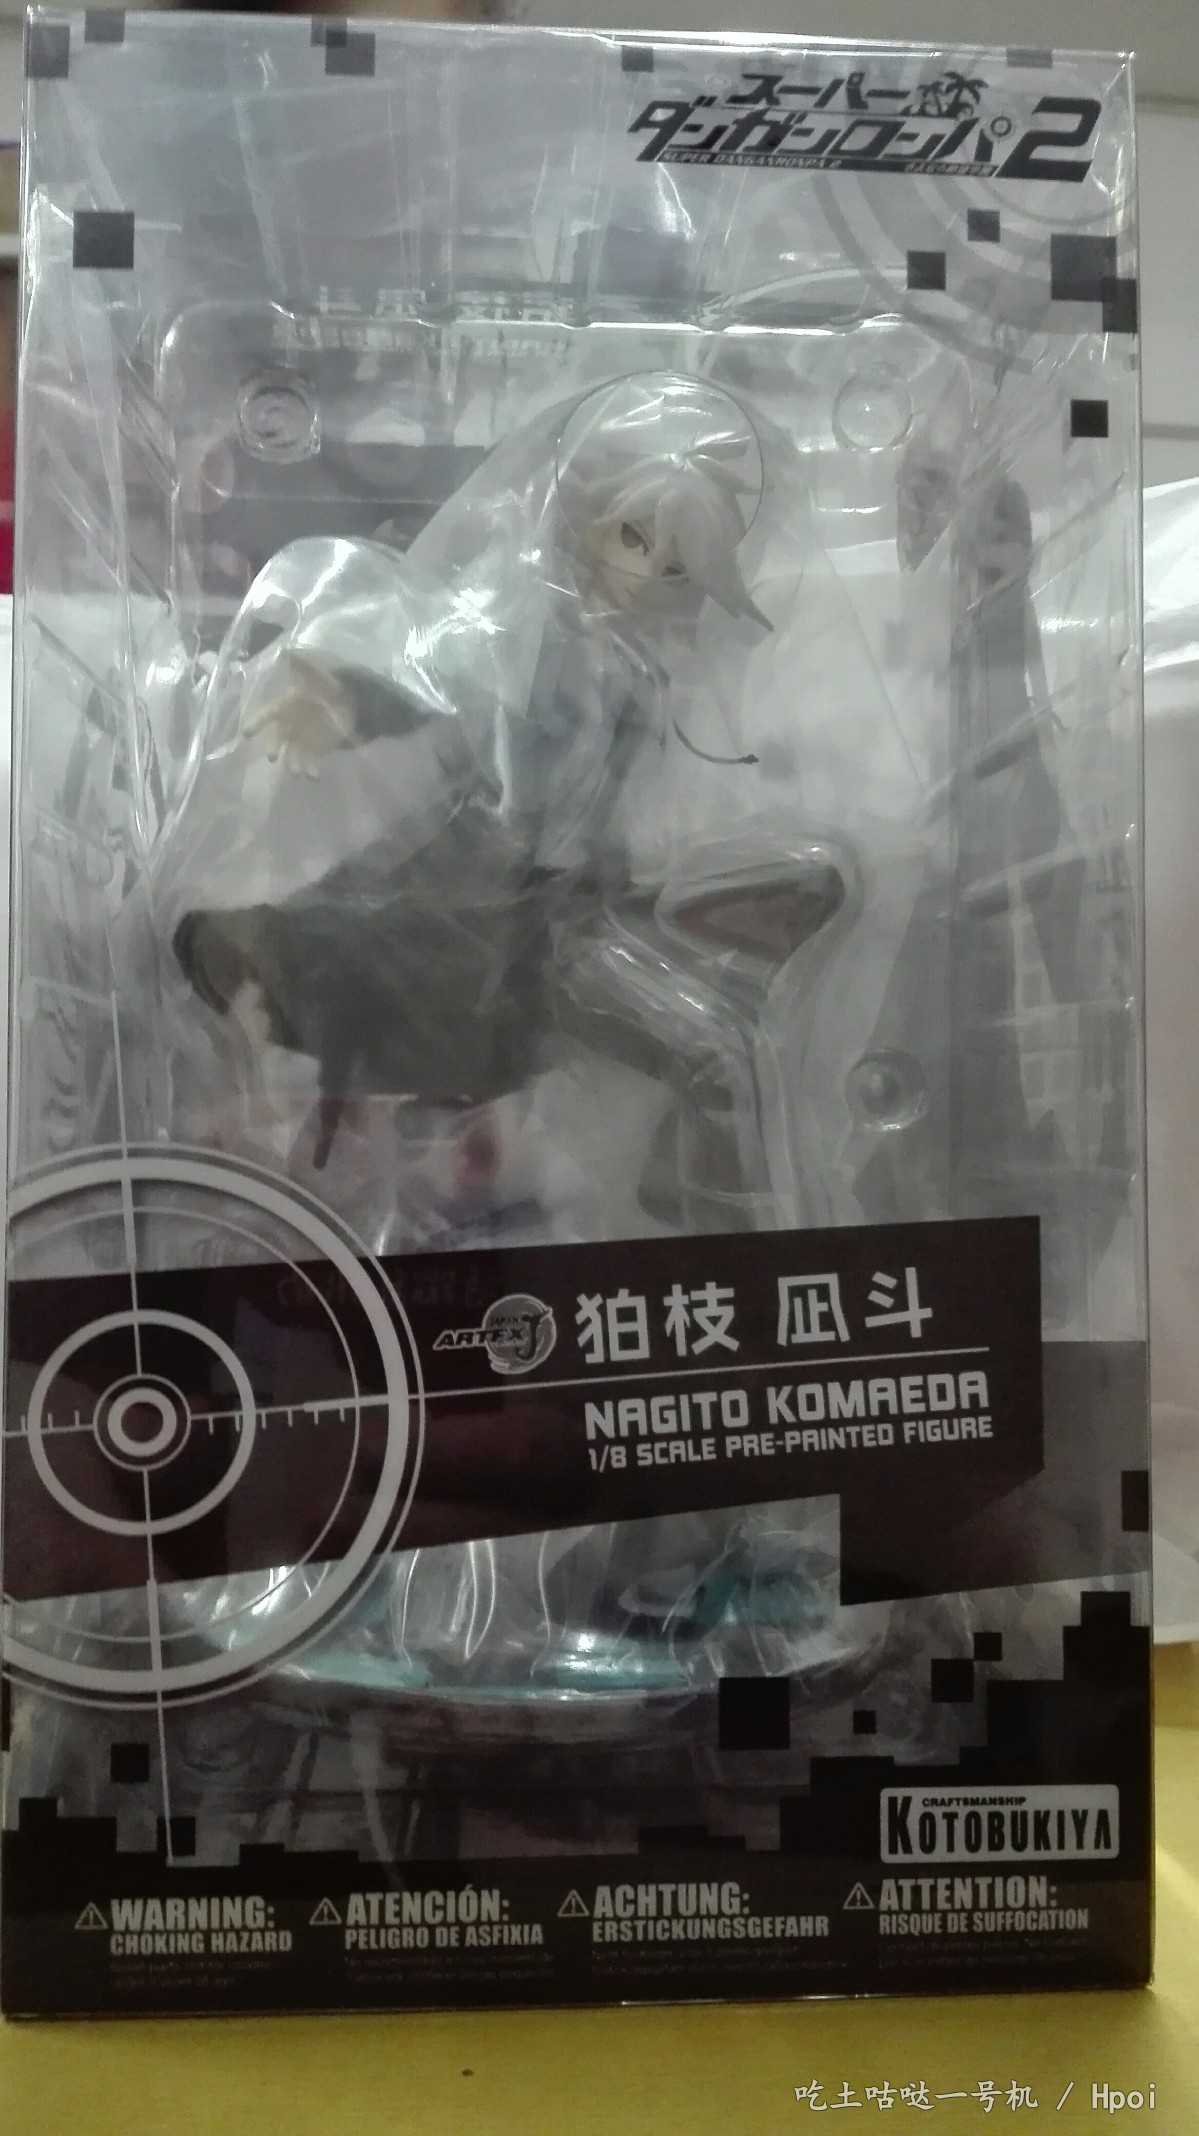 スーパー
ダンガンロンパ2
SUPER DANGANRONPA 2
JAPAN
ARTFX J
狛枝 凪斗
NAGITO KOMAEDA
1/8 SCALE PRE-PAINTED FIGURE
CRAFTSMANSHIP
KOTOBUKIYA
WARNING:
CHOKING HAZARD
ATENCIÓN:
PELIGRO DE ASFIXIA
ACHTUNG:
ERSTICKUNGSGEFAHR
ATTENTION:
RISQUE DE SUFFOCATION
吃土咕哒一号机 / Hpoi